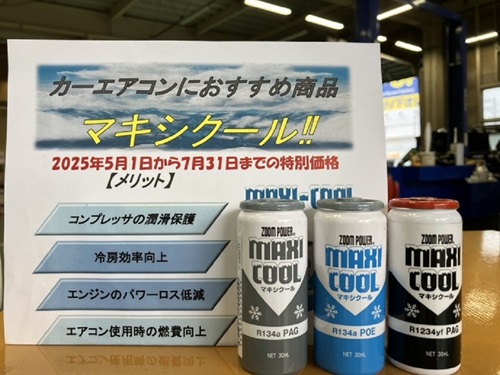 カーエアコンにおすすめ商品
マキシクール!!
2025年5月1日から7月31日までの特別価格
【メリット】
MAXI-COOL
コンプレッサの潤滑保護
冷房効率向上
エンジンのパワーロス低減
エアコン使用時の燃費向上
ZOOM POWER
MAXI
COOL
マキシクール
R134a PAG
NET 30mL
ZOOM POWER
MAXI
COOL
マキシクール
R134a POE
NET 30mL
ZOOM POWER
MAXI
COOL
マキシクール
R1234yf PAG
NET 30mL